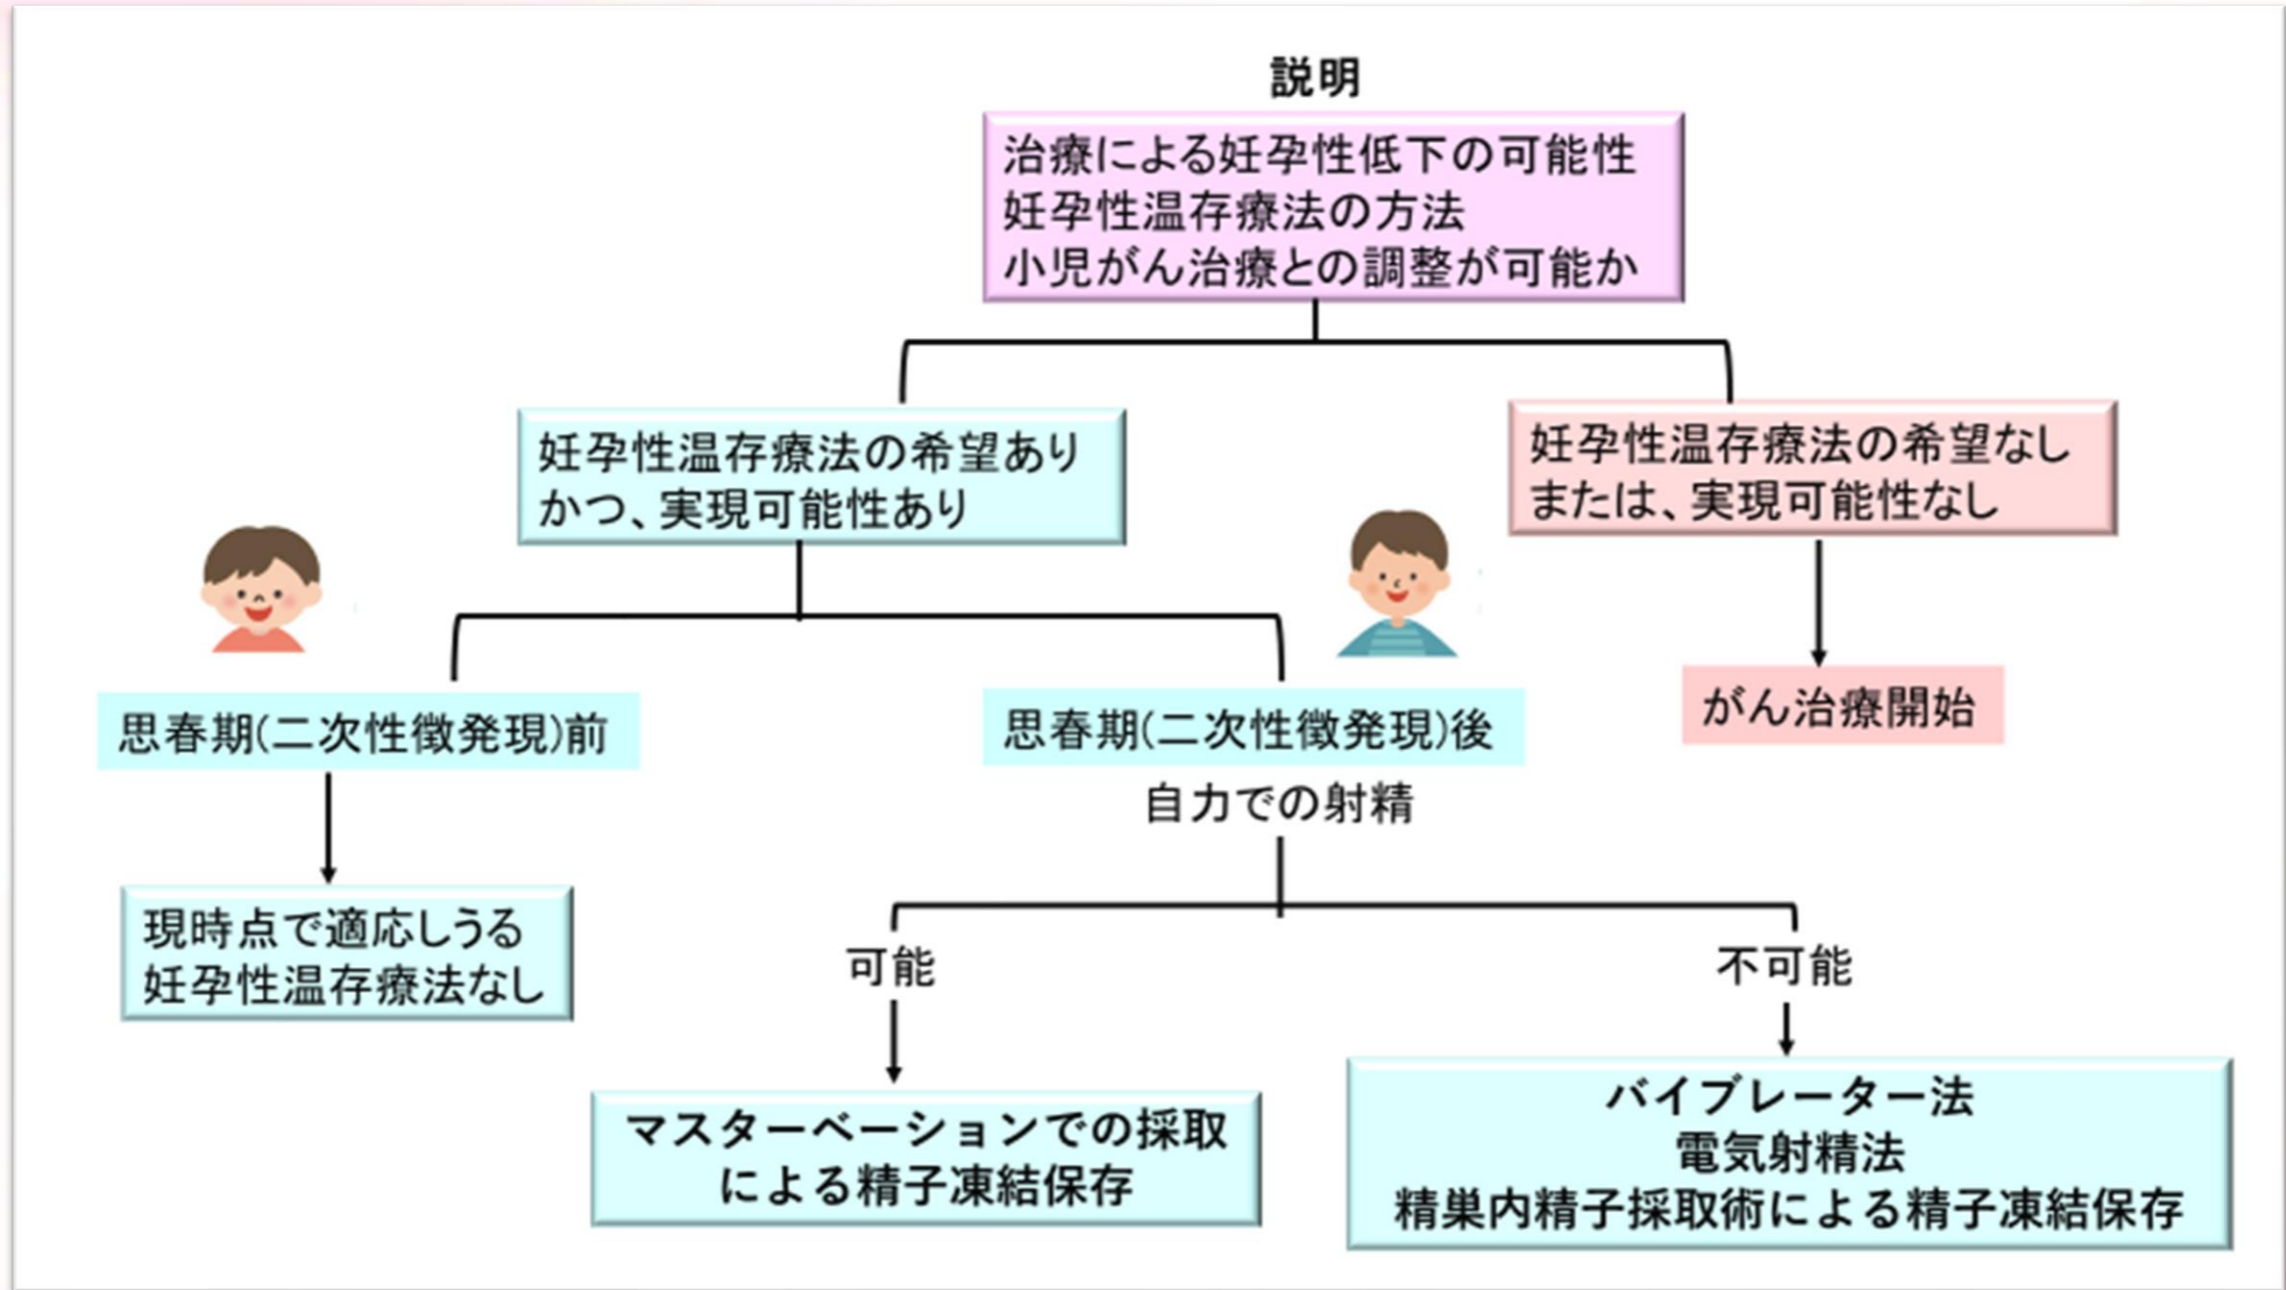 説明
治療による妊孕性低下の可能性
妊孕性温存療法の方法
小児がん治療との調整が可能か
妊孕性温存療法の希望あり
かつ、実現可能性あり
妊孕性温存療法の希望なし
または、実現可能性なし
がん治療開始
思春期(二次性徴発現)前
思春期(二次性徴発現)後
自力での射精
現時点で適応しうる
妊孕性温存療法なし
可能
不可能
マスターベーションでの採取
による精子凍結保存
バイブレーター法
電気射精法
精巣内精子採取術による精子凍結保存